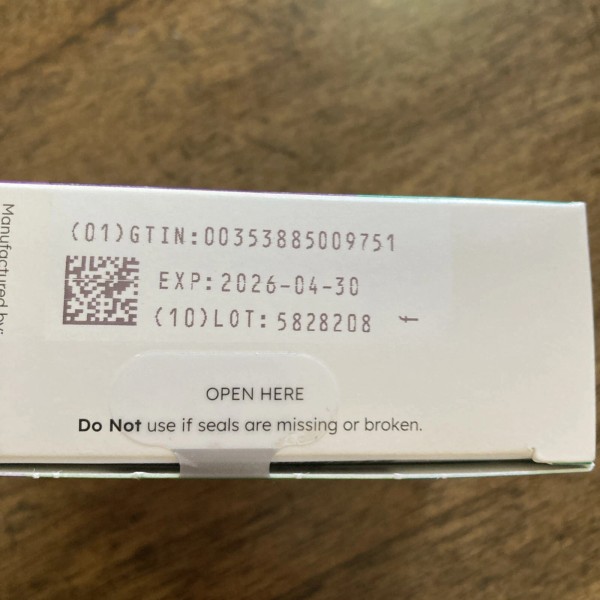 (01)GTIN:00353885009751
EXP:2026-04-30
(10)LOT:5828208
OPEN HERE
Do Not use if seals are missing or broken.
Manufactured by: